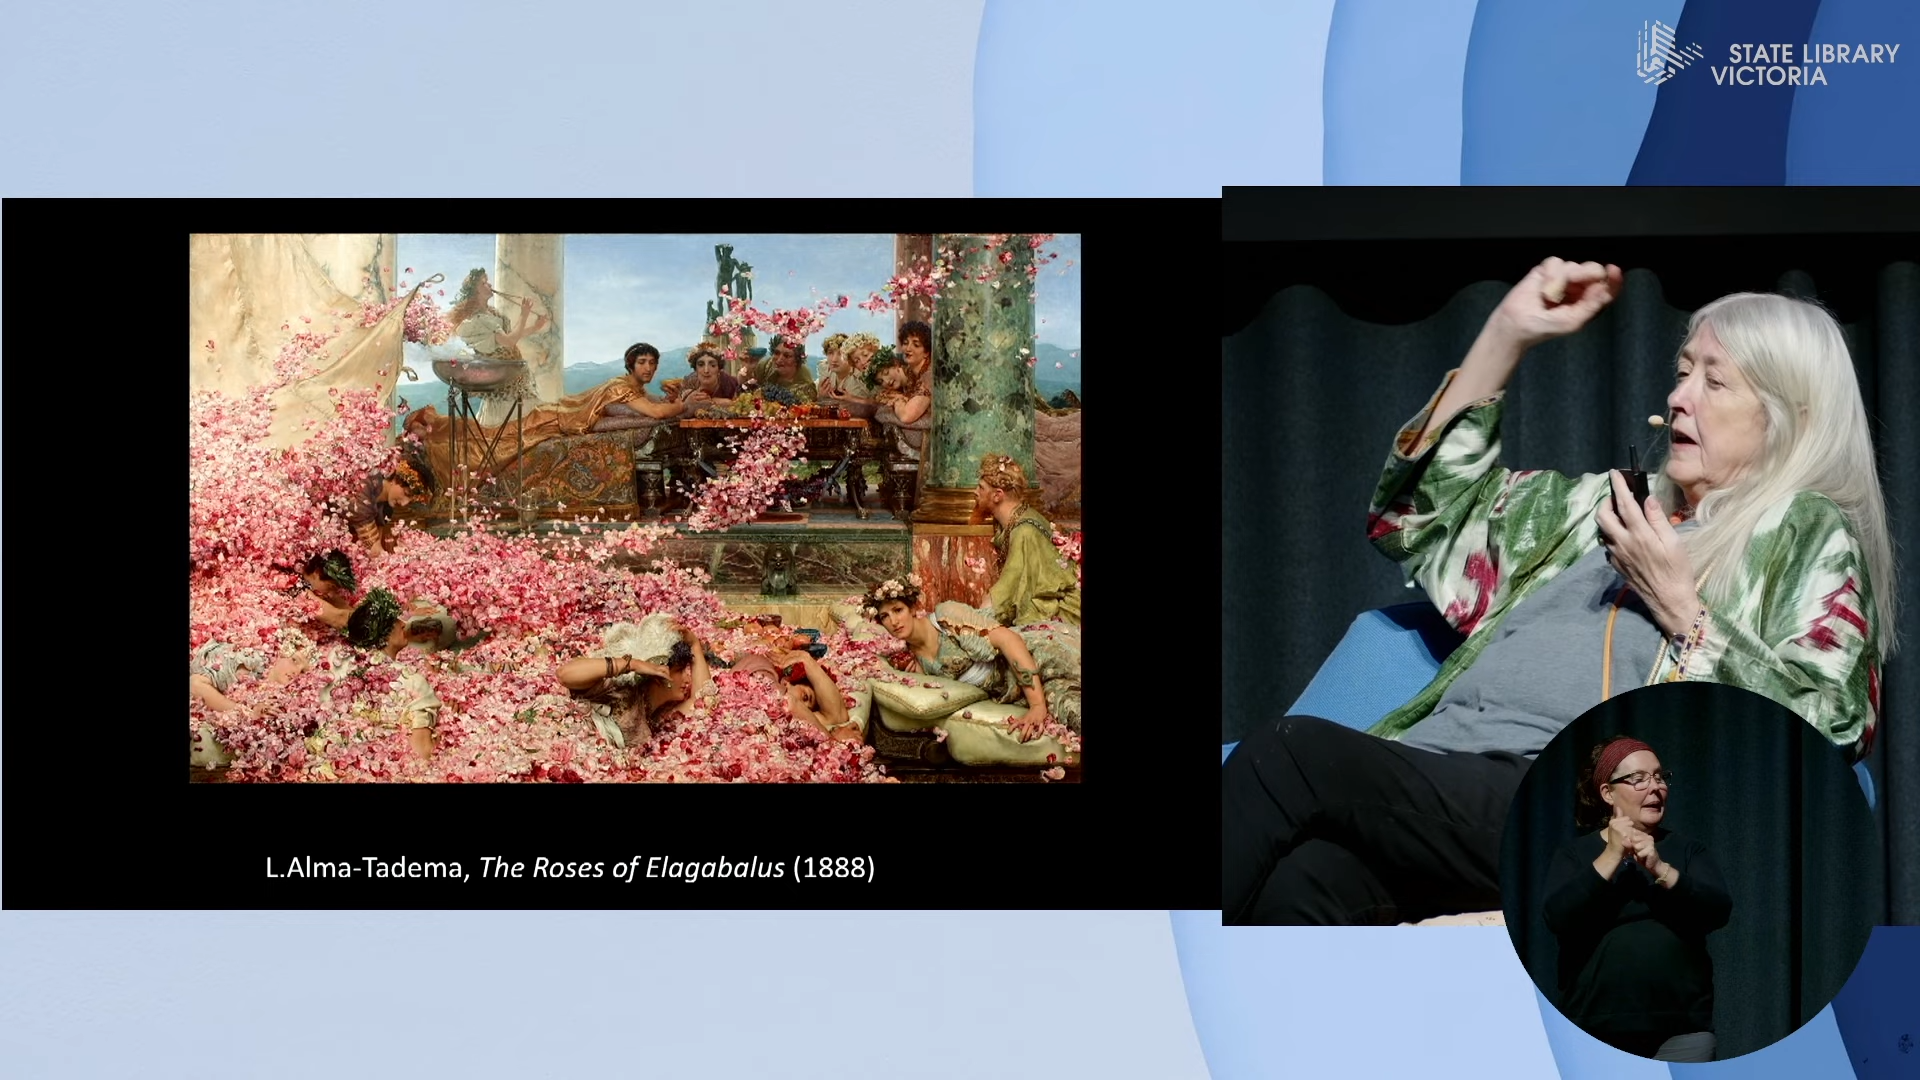 STATE LIBRARY
VICTORIA
L.Alma-Tadema, The Roses of Elagabalus (1888)